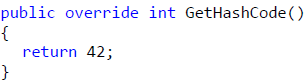 public override int GetHashCode()
{
   return 42;
}